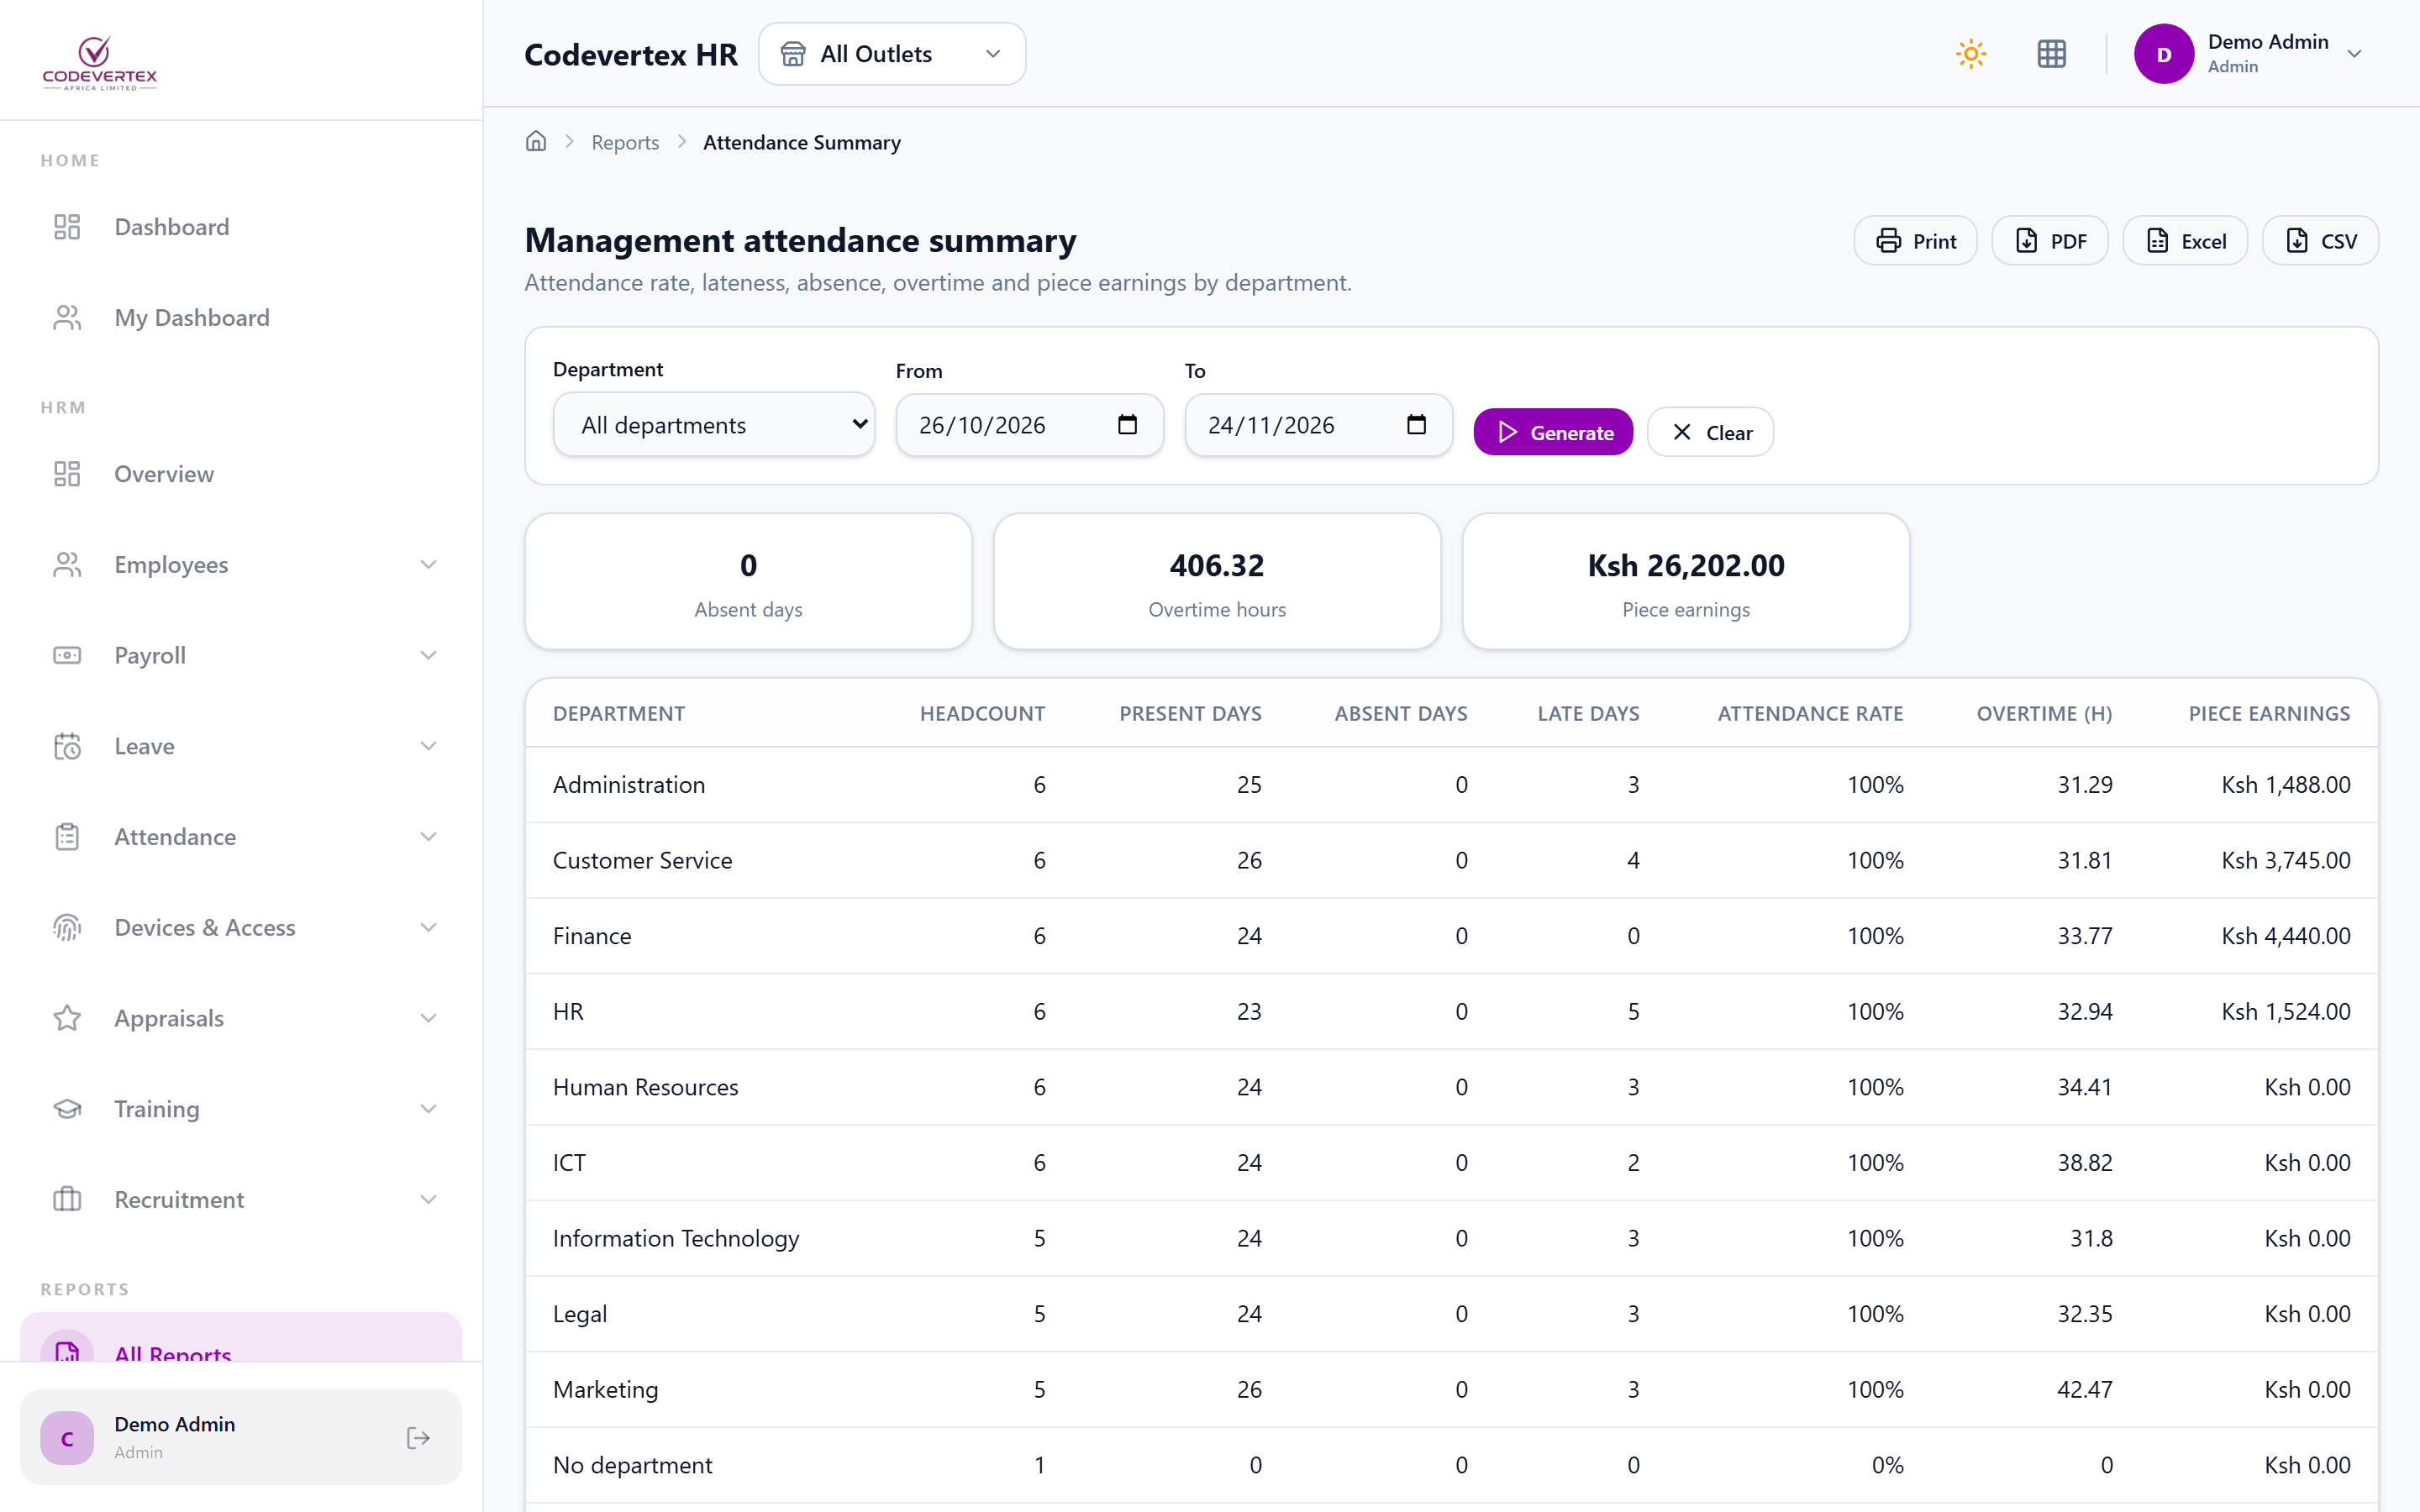 CODEVERTEX
AFRICA LIMITED
HOME
Dashboard
My Dashboard
HRM
Overview
Employees
Payroll
Leave
Attendance
Devices & Access
Appraisals
Training
Recruitment
REPORTS
All Reports
C
Demo Admin
Admin
Codevertex HR
All Outlets
D
Demo Admin
Admin
Reports
Attendance Summary
Management attendance summary
Attendance rate, lateness, absence, overtime and piece earnings by department.
Print
PDF
Excel
CSV
Department From To
All departments 26/10/2026 24/11/2026 Generate Clear
0
Absent days
406.32
Overtime hours
Ksh 26,202.00
Piece earnings
DEPARTMENT HEADCOUNT PRESENT DAYS ABSENT DAYS LATE DAYS ATTENDANCE RATE OVERTIME (H) PIECE EARNINGS
Administration 6 25 0 3 100% 31.29 Ksh 1,488.00
Customer Service 6 26 0 4 100% 31.81 Ksh 3,745.00
Finance 6 24 0 0 100% 33.77 Ksh 4,440.00
HR 6 23 0 5 100% 32.94 Ksh 1,524.00
Human Resources 6 24 0 3 100% 34.41 Ksh 0.00
ICT 6 24 0 2 100% 38.82 Ksh 0.00
Information Technology 5 24 0 3 100% 31.8 Ksh 0.00
Legal 5 24 0 3 100% 32.35 Ksh 0.00
Marketing 5 26 0 3 100% 42.47 Ksh 0.00
No department 1 0 0 0 0% 0 Ksh 0.00